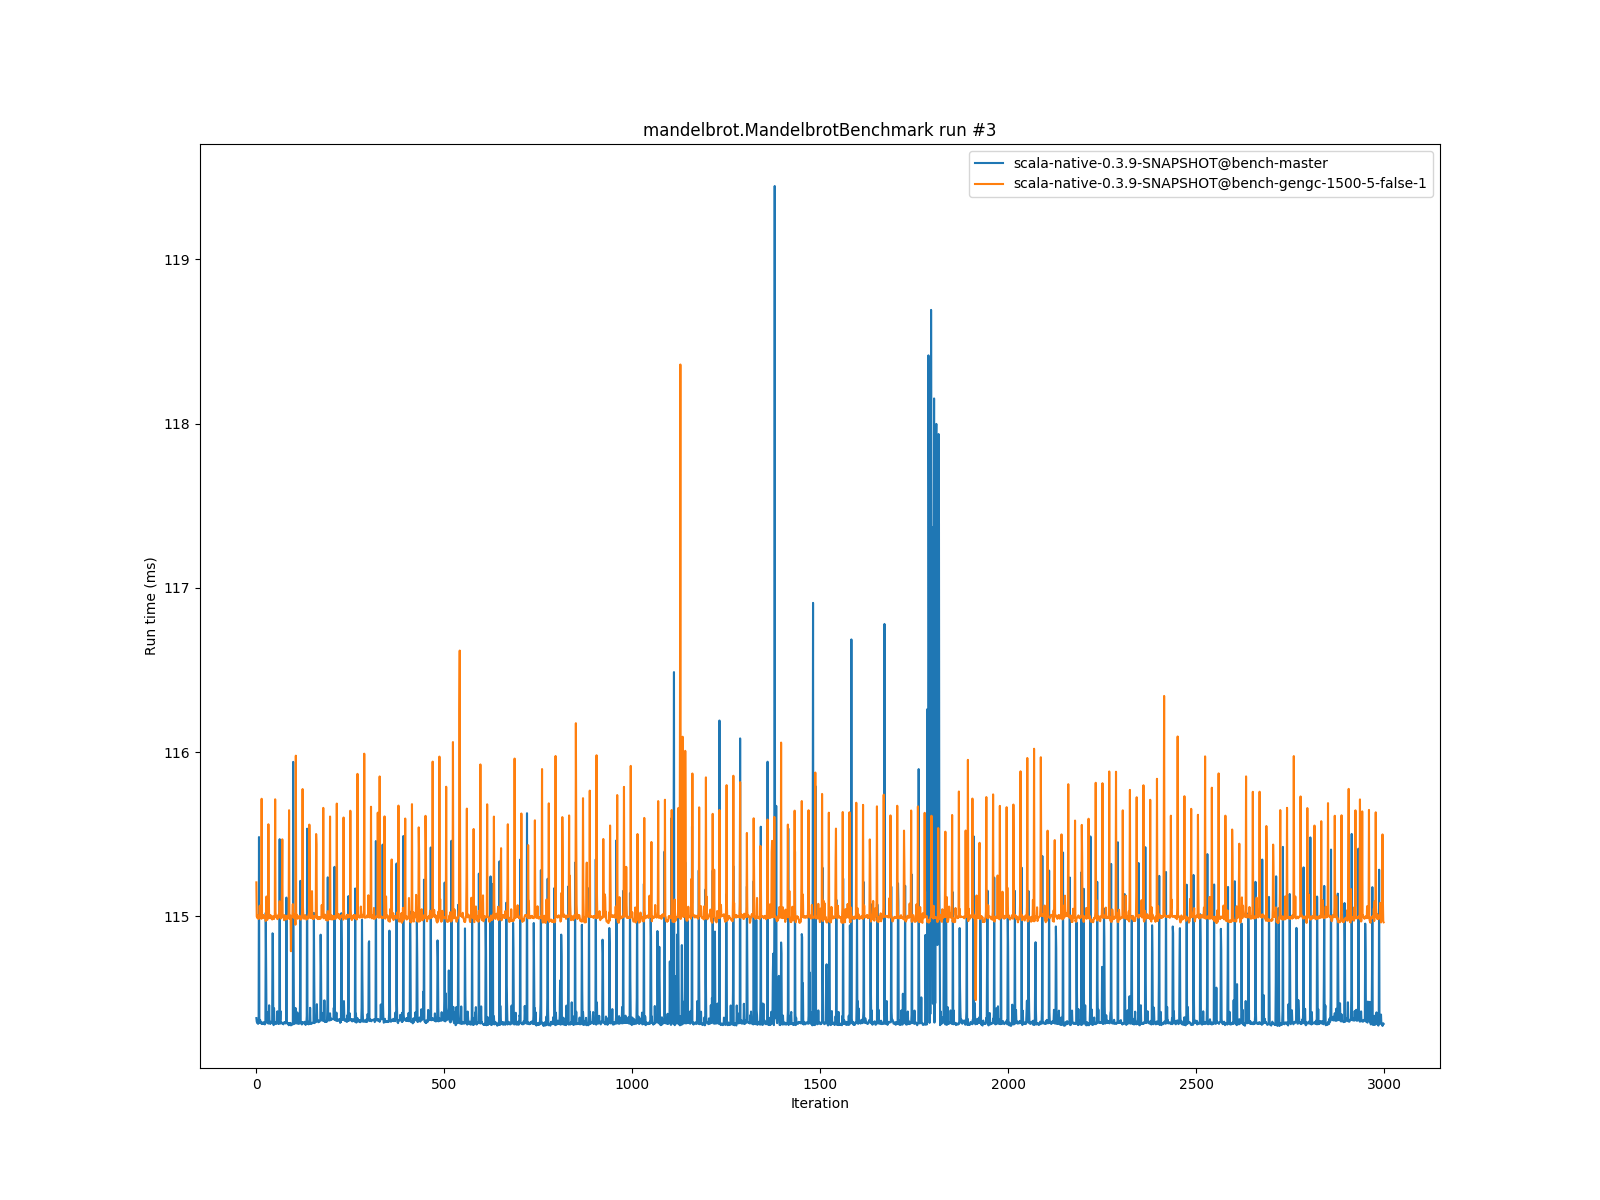 mandelbrot.MandelbrotBenchmark run #3
scala-native-0.3.9-SNAPSHOT@bench-master
scala-native-0.3.9-SNAPSHOT@bench-gengc-1500-5-false-1
119
118
117
116
115
Run time (ms)
0
500
1000
1500
2000
2500
3000
Iteration